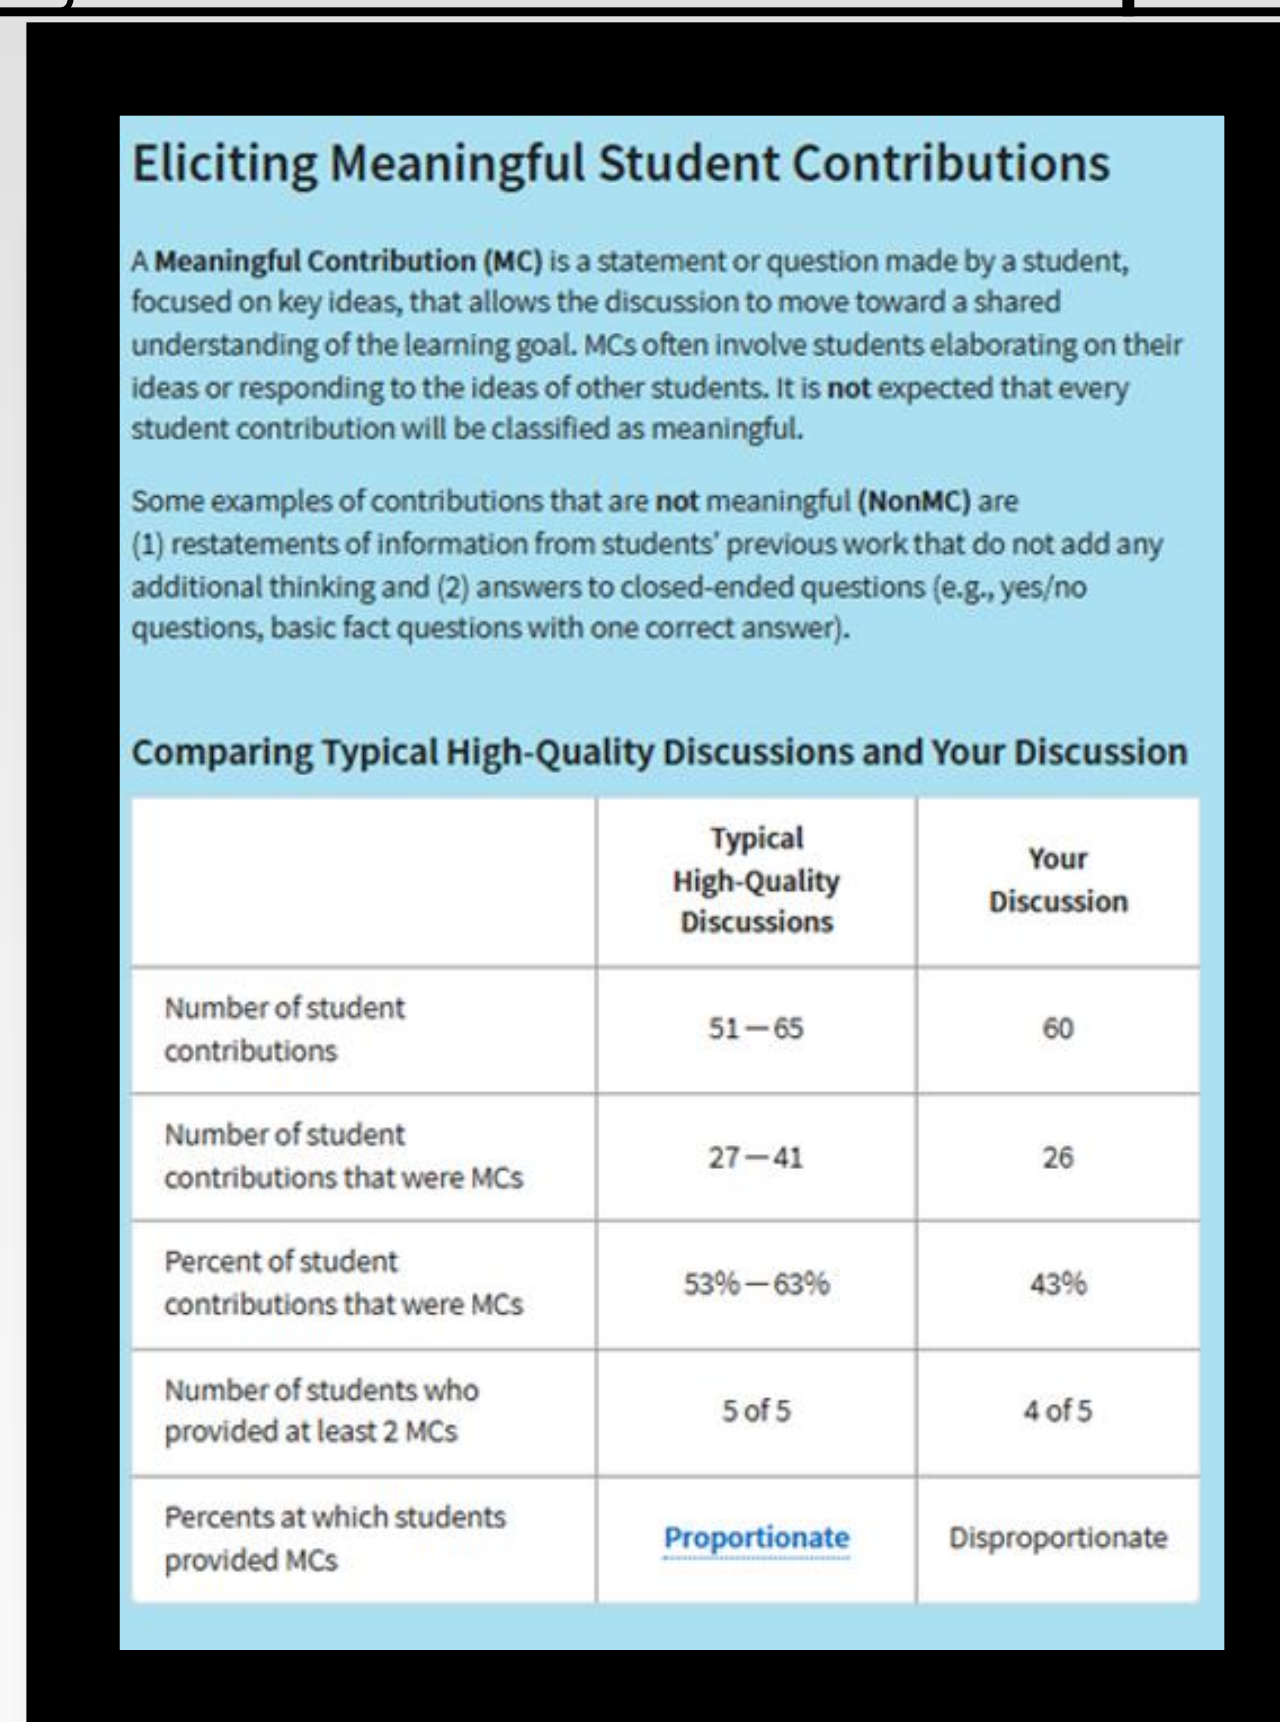 Eliciting Meaningful Student Contributions
A Meaningful Contribution (MC) is a statement or question made by a student,
focused on key ideas, that allows the discussion to move toward a shared
understanding of the learning goal. MCs often involve students elaborating on their
ideas or responding to the ideas of other students. It is not expected that every
student contribution will be classified as meaningful.
Some examples of contributions that are not meaningful (NonMC) are
(1) restatements of information from students' previous work that do not add any
additional thinking and (2) answers to closed-ended questions (e.g., yes/no
questions, basic fact questions with one correct answer).
Comparing Typical High-Quality Discussions and Your Discussion
Typical
High-Quality
Discussions
Your
Discussion
Number of student
contributions
51 — 65
60
Number of student
contributions that were MCs
27 — 41
26
Percent of student
contributions that were MCs
53% — 63%
43%
Number of students who
provided at least 2 MCs
5 of 5
4 of 5
Percents at which students
provided MCs
Proportionate
Disproportionate